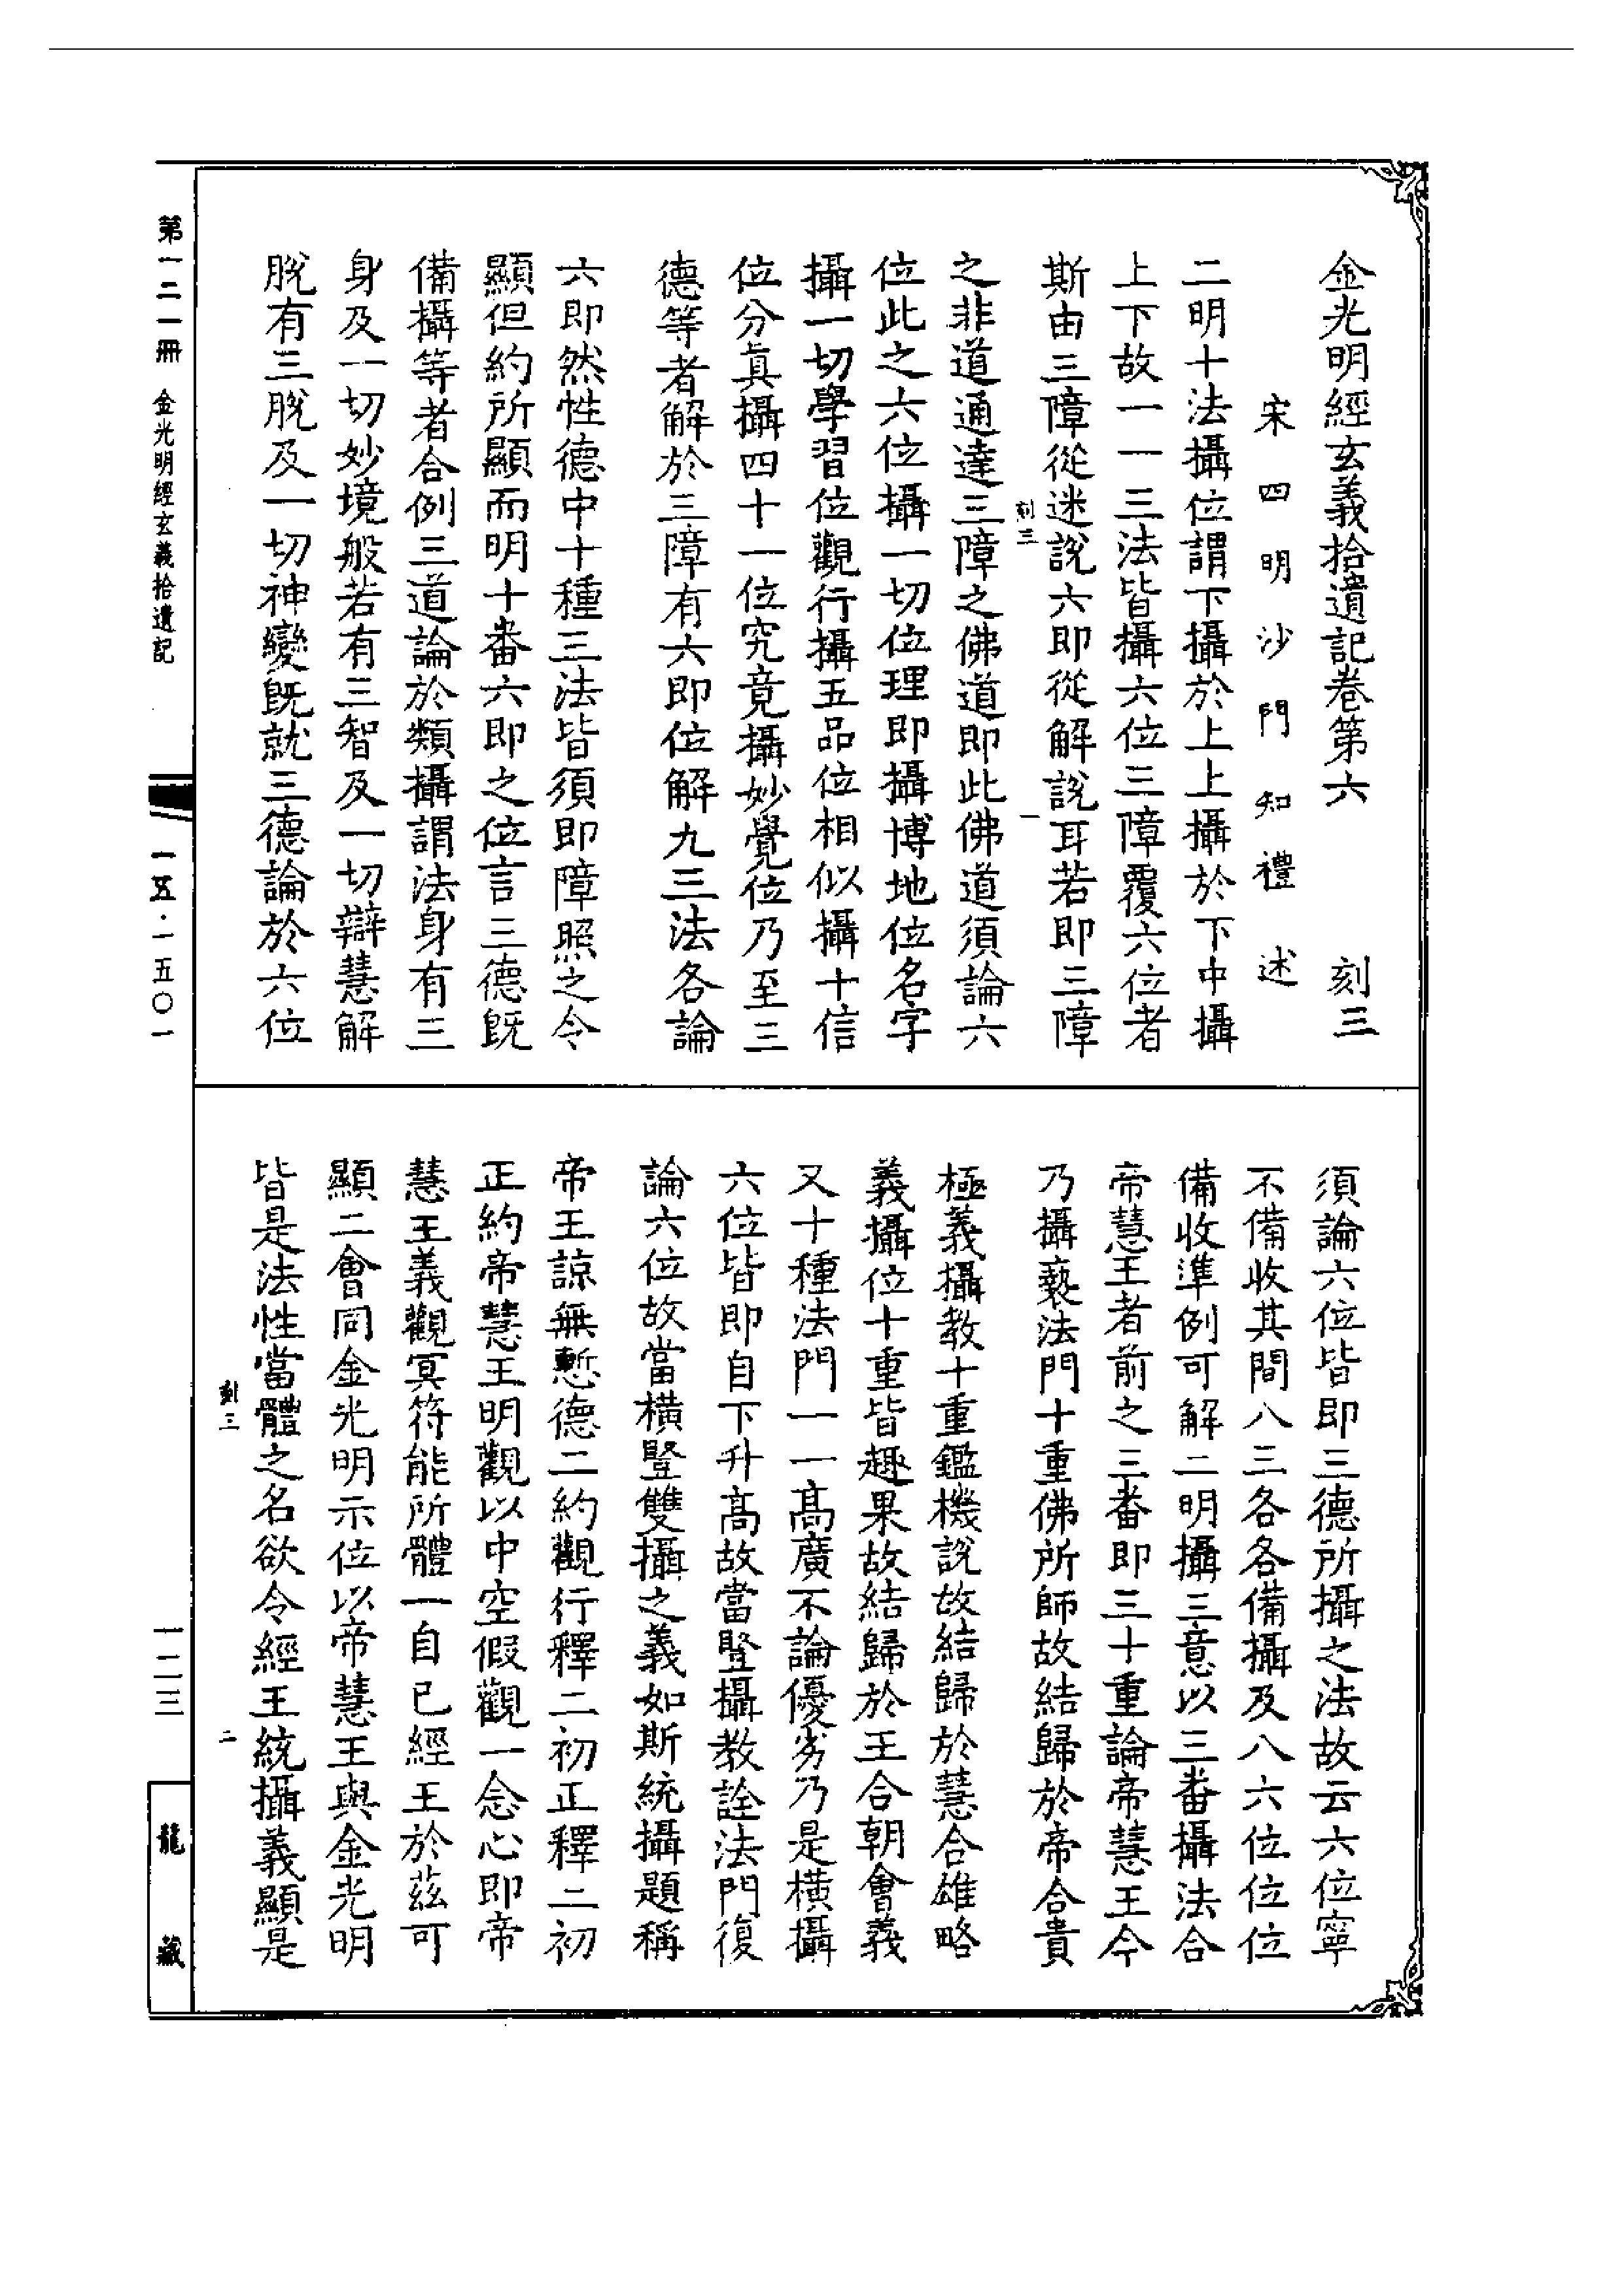 金光明經玄義拾遺記卷第六　刻三
宋四明沙門知禮　述
二明十法攝位謂下攝於上上攝於下中攝
上下故一一三法皆攝六位三障覆六位者
斯由三障從迷說六即從解說耳若即三障
刻三　一
之非道通達三障之佛道即此佛道須論六
位此之六位攝一切位理即攝博地位名字
攝一切學習位觀行攝五品位相似攝十信
位分真攝四十一位究竟攝妙覺位乃至三
德等者解於三障有六即位解九三法各論
六即然性德中十種三法皆須即障照之令
顯但約所顯而明十番六即之位言三德既
備攝等者合例三道論於類攝謂法身有三
身及一切妙境般若有三智及一切辯慧解
脫有三脫及一切神變既就三德論於六位
須論六位皆即三德所攝之法故云六位寧
不備收其間八三各各備攝及八六位位位
備收準例可解二明攝三意以三番攝法合
帝慧王者前之三番即三十重論帝慧王今
乃攝褻法門十重佛所師故結歸於帝合貴
極義攝教十重鑑機說故結歸於慧合雄略
義攝位十重皆趣果故結歸於王合朝會義
又十種法門一一高廣不論優劣乃是橫攝
六位皆即自下升高故當豎攝教詮法門復
論六位故當橫豎雙攝之義如斯統攝題稱
帝王諒無慙德二約觀行釋二初正釋二初
正約帝慧王明觀以中空假觀一念心即帝
慧王義觀冥符能所體一自已經王於茲可
顯二會同金光明示位以帝慧王與金光明
皆是法性當體之名欲令經王統攝義顯是
刻三　二
第一二一冊　金光明經玄義拾遺記
一五·一五〇一
一二三
龍藏